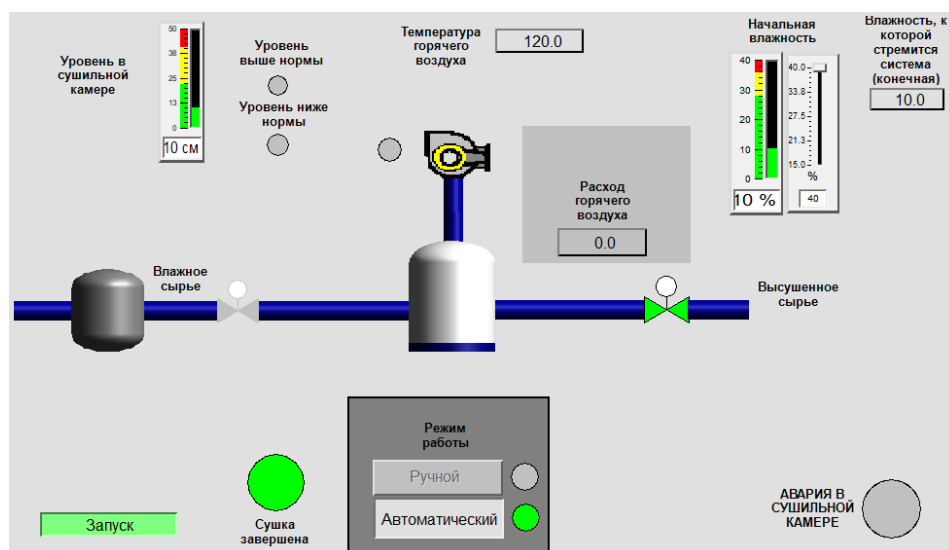 Уровень в
сушильной
камере
50
38
25
13
0
10 см
Уровень
выше нормы
Уровень ниже
нормы
Температура
горячего
воздуха
120.0
Начальная
влажность
40
30
20
10
0
10 %
40.0
33.8
27.5
21.3
15.0
%
40
Влажность, к
которой
стремится
система
(конечная)
10.0
Расход
горячего
воздуха
0.0
Влажное
сырье
Высушенное
сырье
Режим
работы
Ручной
Автоматический
Запуск
Сушка
завершена
АВАРИЯ В
СУШИЛЬНОЙ
КАМЕРЕ